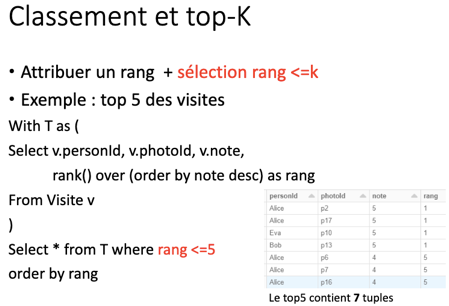 Classement et top-K
• Attribuer un rang + sélection rang <=k
• Exemple : top 5 des visites
With T as (
Select v.personId, v.photoId, v.note,
rank() over (order by note desc) as rang
From Visite v
)
Select * from T where rang <=5
order by rang
personId photoId note rang
Alice p2 5 1
Alice p17 5 1
Eva p10 5 1
Bob p13 5 1
Alice p6 4 5
Alice p7 4 5
Alice p16 4 5
Le top5 contient 7 tuples